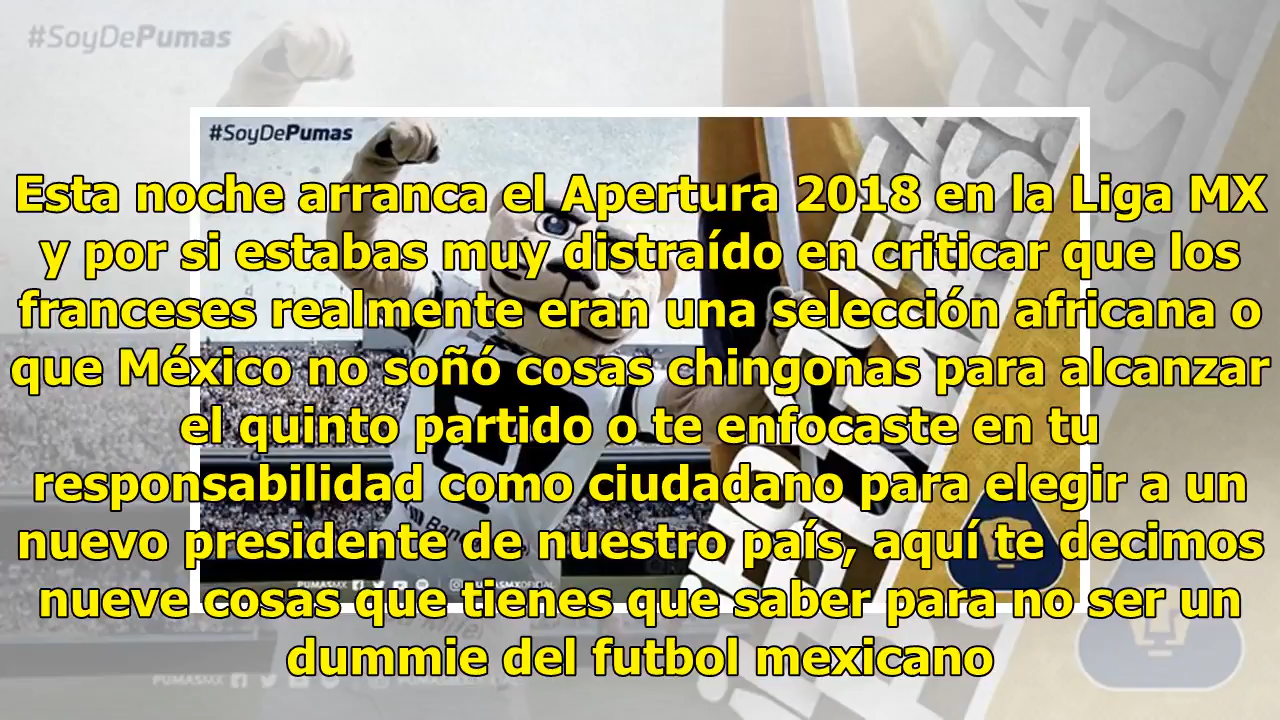 #SoyDePumas
#SoyDePumas
Esta noche arranca el Apertura 2018 en la Liga MX
y por si estabas muy distraído en criticar que los
franceses realmente eran una selección africana o
que México no soñó cosas chingonas para alcanzar
el quinto partido o te enfocaste en tu
responsabilidad como ciudadano para elegir a un
nuevo presidente de nuestro país, aquí te decimos
nueve cosas que tienes que saber para no ser un
dummie del futbol mexicano
PUMASMX
PUMASMX